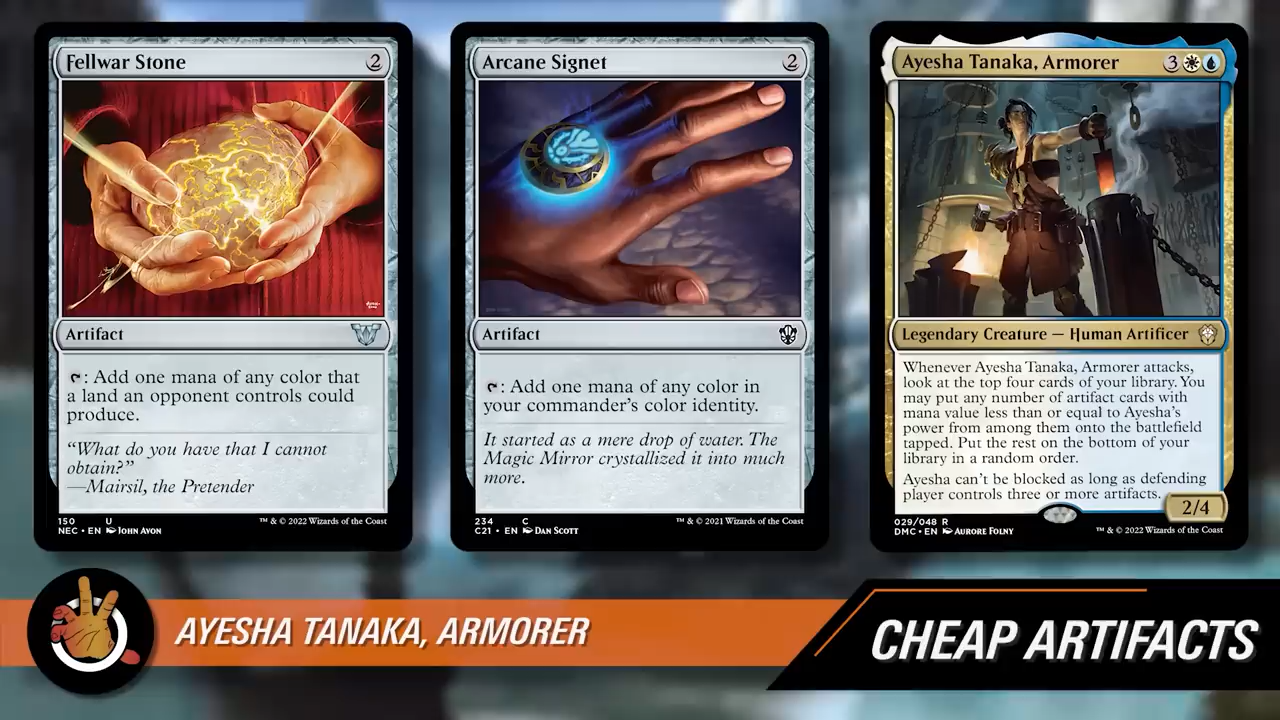 Fellwar Stone
2
Artifact
: Add one mana of any color that
a land an opponent controls could
produce.
“What do you have that I cannot
obtain?”
—Mairsil, the Pretender
150 U
NEC • EN JOHN AVON
™ & © 2022 Wizards of the Coast
Arcane Signet
2
Artifact
: Add one mana of any color in
your commander's color identity.
It started as a mere drop of water. The
Magic Mirror crystallized it into much
more.
234 C
C21 • EN DAN SCOTT
™ & © 2021 Wizards of the Coast
Ayesha Tanaka, Armorer
3
Legendary Creature — Human Artificer
Whenever Ayesha Tanaka, Armorer attacks,
look at the top four cards of your library. You
may put any number of artifact cards with
mana value less than or equal to Ayesha's
power from among them onto the battlefield
tapped. Put the rest on the bottom of your
library in a random order.
Ayesha can't be blocked as long as defending
player controls three or more artifacts.
2/4
029/048 R
DMC • EN AURORE FOLNY
™ & © 2022 Wizards of the Coast
AYESHA TANAKA, ARMORER
CHEAP ARTIFACTS